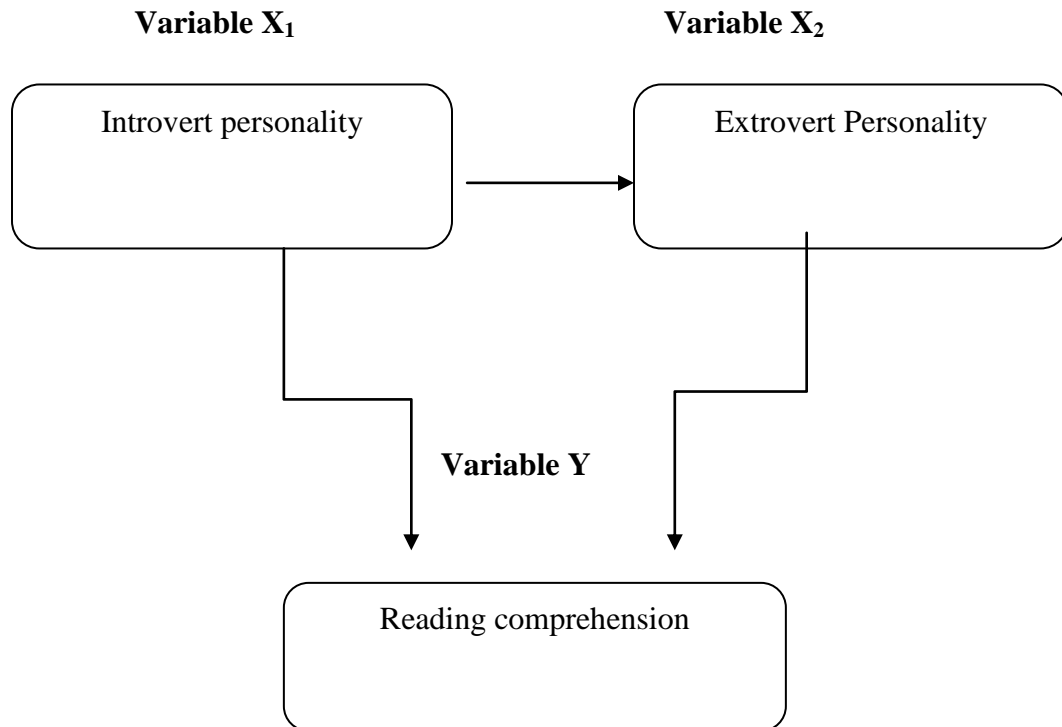 Variable X₁
Variable X₂
Introvert personality
Extrovert Personality
Variable Y
Reading comprehension